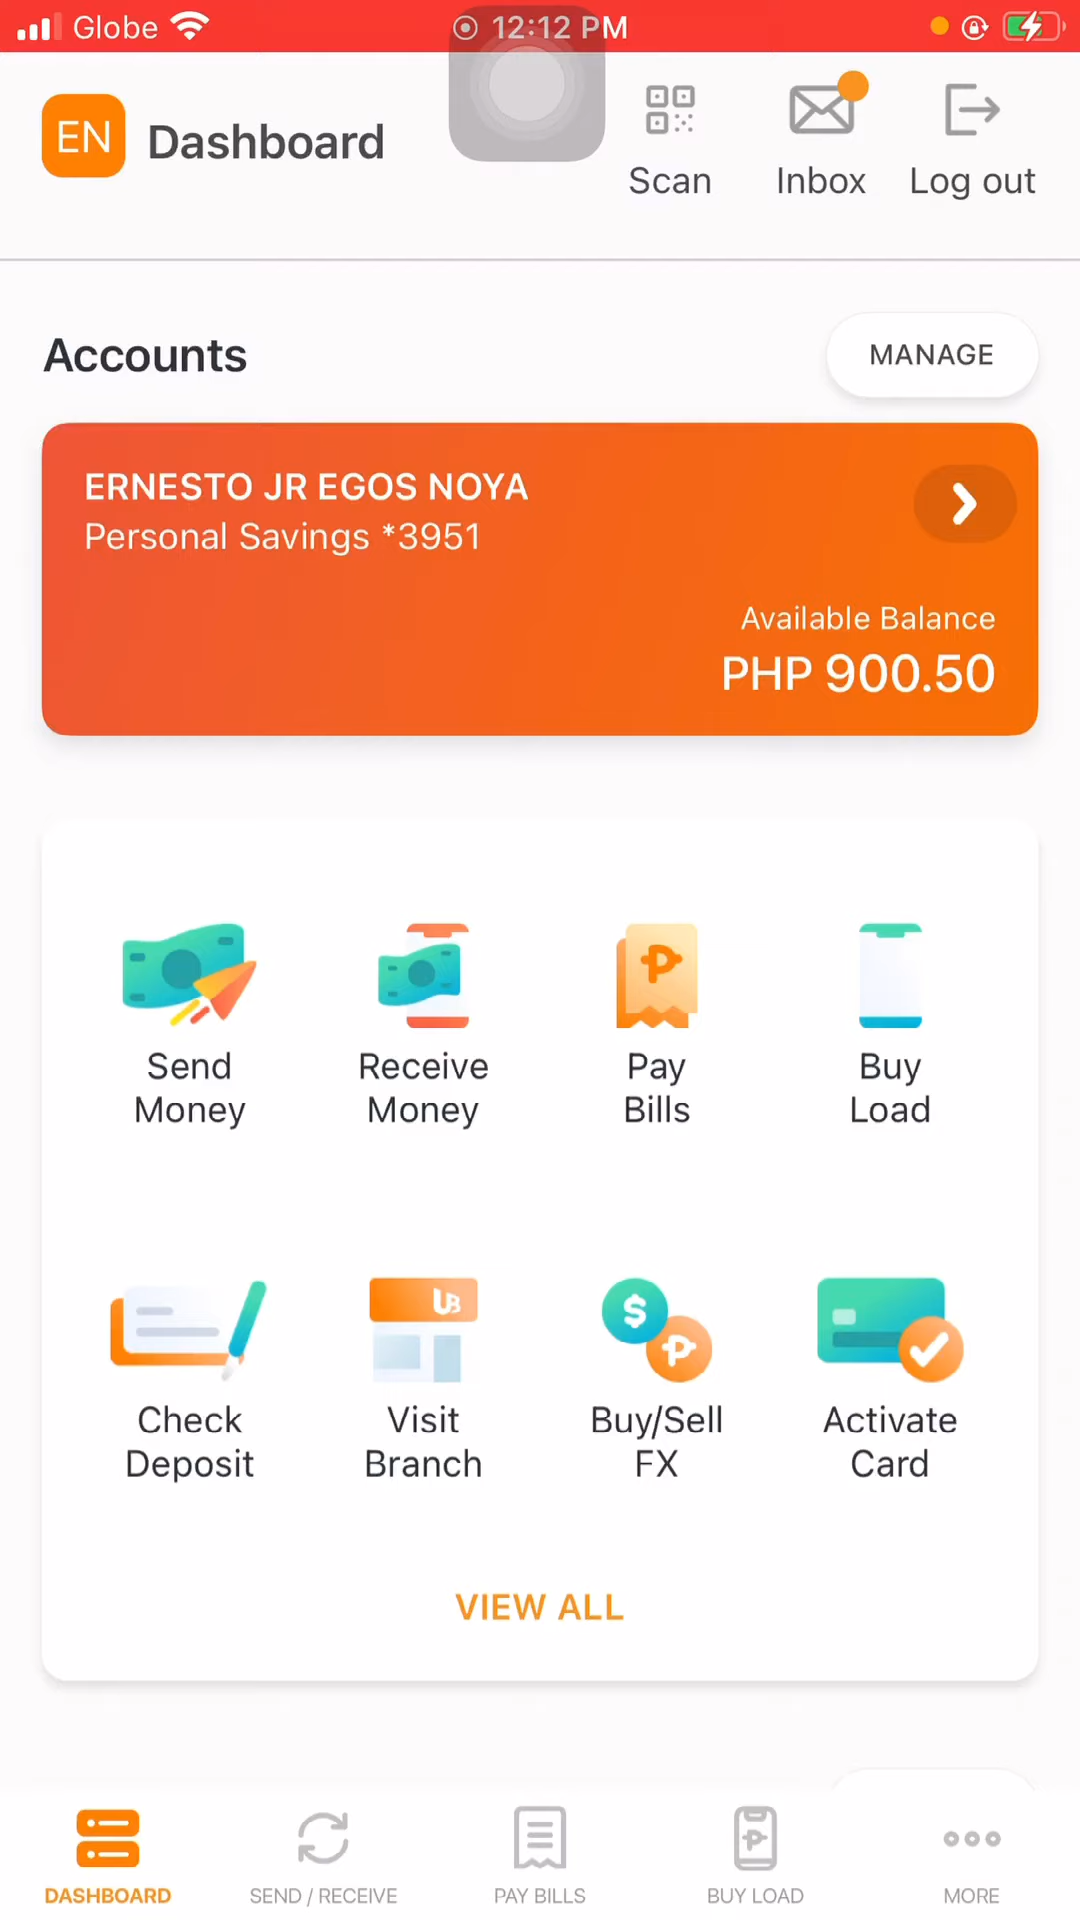 Globe
12:12 PM
EN
Dashboard
Scan
Inbox
Log out
Accounts
MANAGE
ERNESTO JR EGOS NOYA
Personal Savings *3951
Available Balance
PHP 900.50
Send
Money
Receive
Money
Pay
Bills
Buy
Load
Check
Deposit
UB
Visit
Branch
$
Buy/Sell
FX
Activate
Card
VIEW ALL
DASHBOARD
SEND / RECEIVE
PAY BILLS
BUY LOAD
MORE